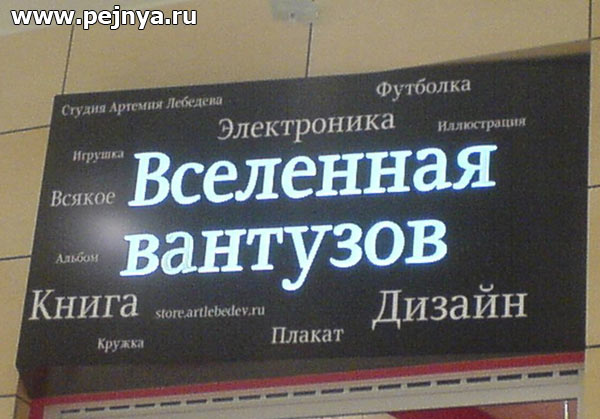 www.pejnya.ru
Студия Артемия Лебедева
Футболка
Электроника
Иллюстрация
Игрушка
Вселенная
Всякое
вантузов
Альбом
Книга
store.artlebedev.ru
Дизайн
Кружка
Плакат